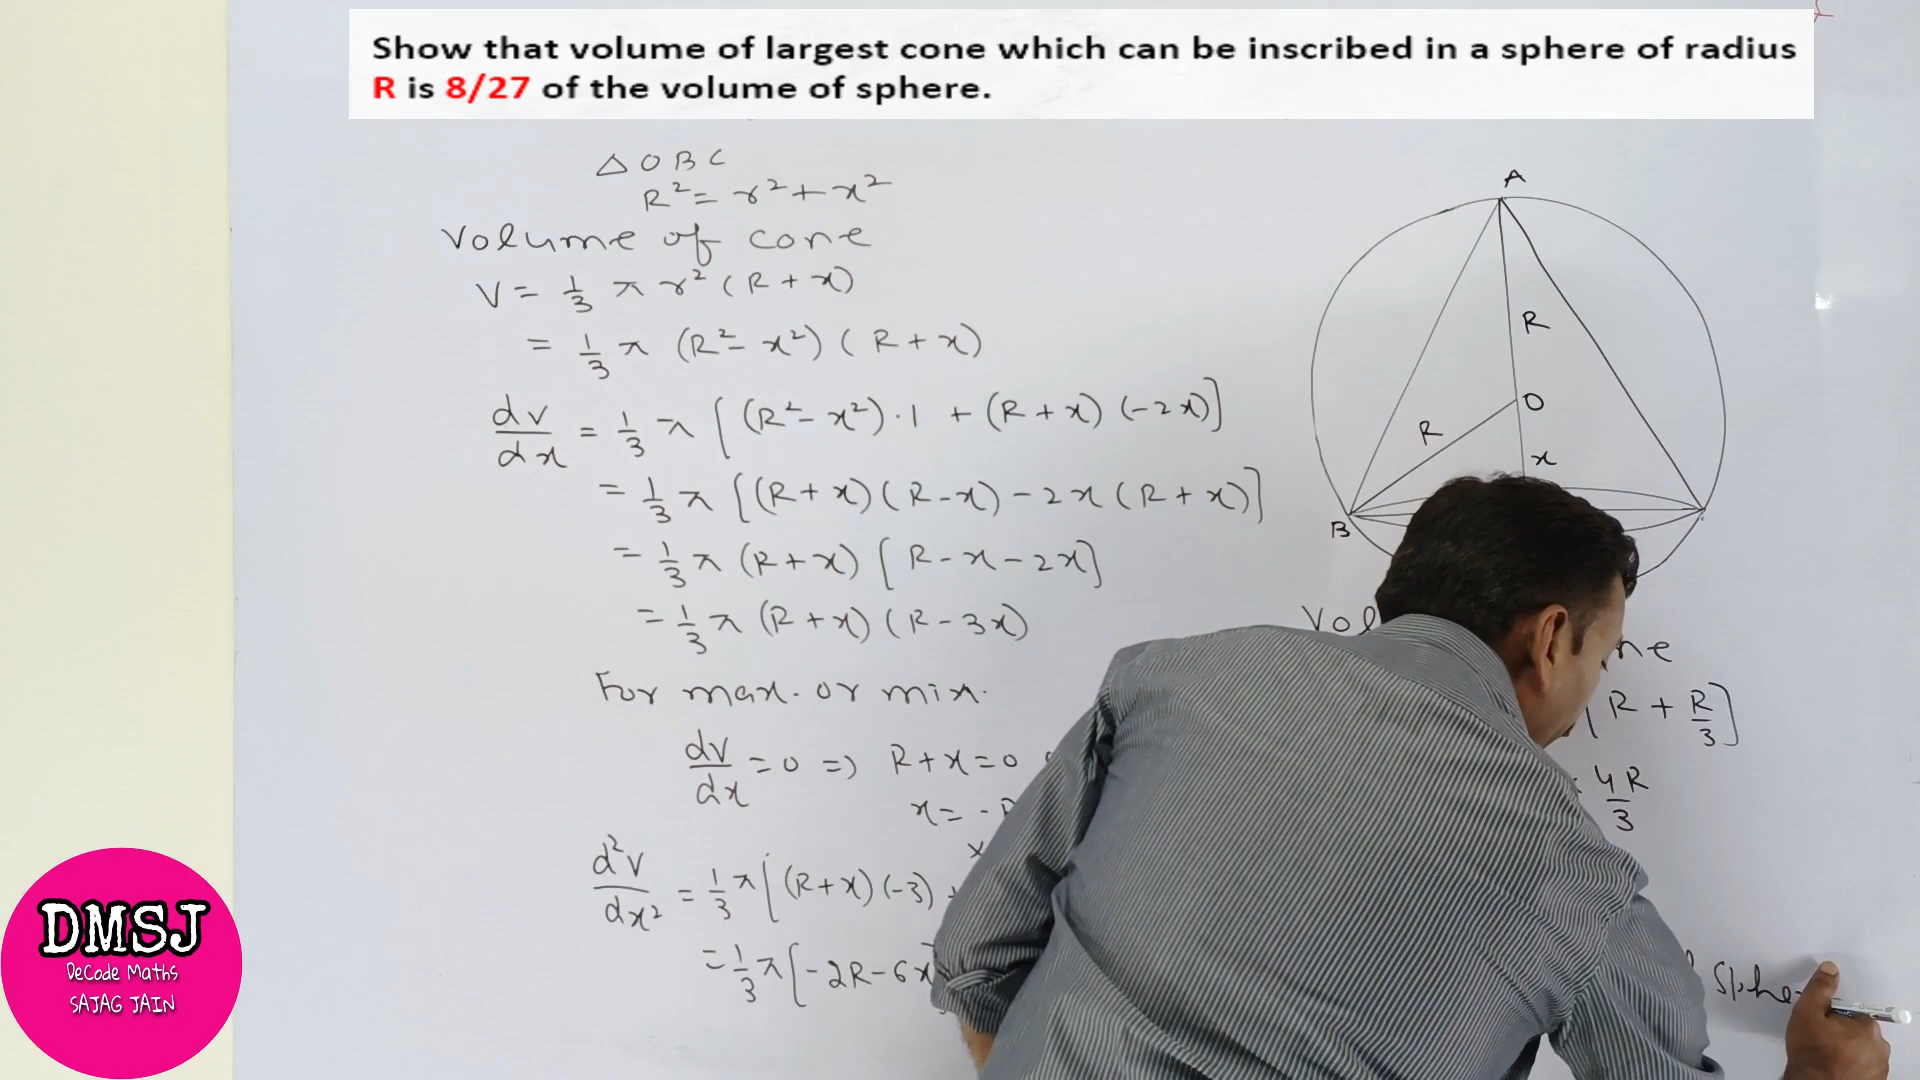 Show that volume of largest cone which can be inscribed in a sphere of radius
R is 8/27 of the volume of sphere.
△ O B C
R² = r² + x²
Volume of cone
V = 1/3 π r² (R + x)
= 1/3 π (R² - x²) (R + x)
dv/dx = 1/3 π [(R² - x²) · 1 + (R + x) (-2x)]
= 1/3 π [(R + x) (R - x) - 2x (R + x)]
= 1/3 π (R + x) [R - x - 2x]
= 1/3 π (R + x) (R - 3x)
For max. or mix.
dv/dx = 0 => R + x = 0
x = -
d²v/dx² = 1/3 π [(R + x) (-3)
= 1/3 π [-2R - 6x
A
R
O
R
x
B
Vol
ne
R + R/3]
4R/3
Sphe
DMSJ
DeCode Maths
SAJAG JAIN